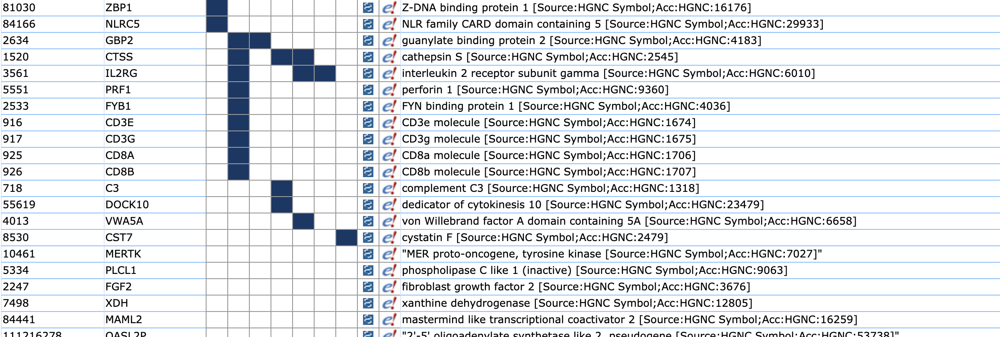 81030 ZBP1 e! Z-DNA binding protein 1 [Source:HGNC Symbol;Acc:HGNC:16176]
84166 NLRC5 e! NLR family CARD domain containing 5 [Source:HGNC Symbol;Acc:HGNC:29933]
2634 GBP2 e! guanylate binding protein 2 [Source:HGNC Symbol;Acc:HGNC:4183]
1520 CTSS e! cathepsin S [Source:HGNC Symbol;Acc:HGNC:2545]
3561 IL2RG e! interleukin 2 receptor subunit gamma [Source:HGNC Symbol;Acc:HGNC:6010]
5551 PRF1 e! perforin 1 [Source:HGNC Symbol;Acc:HGNC:9360]
2533 FYB1 e! FYN binding protein 1 [Source:HGNC Symbol;Acc:HGNC:4036]
916 CD3E e! CD3e molecule [Source:HGNC Symbol;Acc:HGNC:1674]
917 CD3G e! CD3g molecule [Source:HGNC Symbol;Acc:HGNC:1675]
925 CD8A e! CD8a molecule [Source:HGNC Symbol;Acc:HGNC:1706]
926 CD8B e! CD8b molecule [Source:HGNC Symbol;Acc:HGNC:1707]
718 C3 e! complement C3 [Source:HGNC Symbol;Acc:HGNC:1318]
55619 DOCK10 e! dedicator of cytokinesis 10 [Source:HGNC Symbol;Acc:HGNC:23479]
4013 VWA5A e! von Willebrand factor A domain containing 5A [Source:HGNC Symbol;Acc:HGNC:6658]
8530 CST7 e! cystatin F [Source:HGNC Symbol;Acc:HGNC:2479]
10461 MERTK e! "MER proto-oncogene, tyrosine kinase [Source:HGNC Symbol;Acc:HGNC:7027]"
5334 PLCL1 e! phospholipase C like 1 (inactive) [Source:HGNC Symbol;Acc:HGNC:9063]
2247 FGF2 e! fibroblast growth factor 2 [Source:HGNC Symbol;Acc:HGNC:3676]
7498 XDH e! xanthine dehydrogenase [Source:HGNC Symbol;Acc:HGNC:12805]
84441 MAML2 e! mastermind like transcriptional coactivator 2 [Source:HGNC Symbol;Acc:HGNC:16259]
111216278 OASL2P e! "2'-5' oligoadenylate synthetase like 2, pseudogene [Source:HGNC Symbol;Acc:HGNC:53738]"